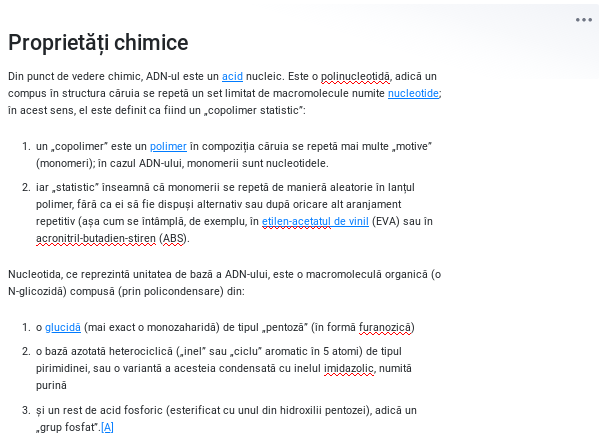 Proprietăți chimice
Din punct de vedere chimic, ADN-ul este un acid nucleic. Este o polinucleotidă, adică un
compus în structura căruia se repetă un set limitat de macromolecule numite nucleotide;
în acest sens, el este definit ca fiind un „copolimer statistic”:
1. un „copolimer” este un polimer în compoziția căruia se repetă mai multe „motive”
(monomeri); în cazul ADN-ului, monomerii sunt nucleotidele.
2. iar „statistic” înseamnă că monomerii se repetă de manieră aleatorie în lanțul
polimer, fără ca ei să fie dispuși alternativ sau după oricare alt aranjament
repetitiv (așa cum se întâmplă, de exemplu, în etilen-acetatul de vinil (EVA) sau în
acronitril-butadien-stiren (ABS).
Nucleotida, ce reprezintă unitatea de bază a ADN-ului, este o macromoleculă organică (o
N-glicozidă) compusă (prin policondensare) din:
1. o glucidă (mai exact o monozaharidă) de tipul „pentoză” (în formă furanozică)
2. o bază azotată heterociclică („inel” sau „ciclu” aromatic în 5 atomi) de tipul
pirimidinei, sau o variantă a acesteia condensată cu inelul imidazolic, numită
purină
3. și un rest de acid fosforic (esterificat cu unul din hidroxilii pentozei), adică un
„grup fosfat”.[A]